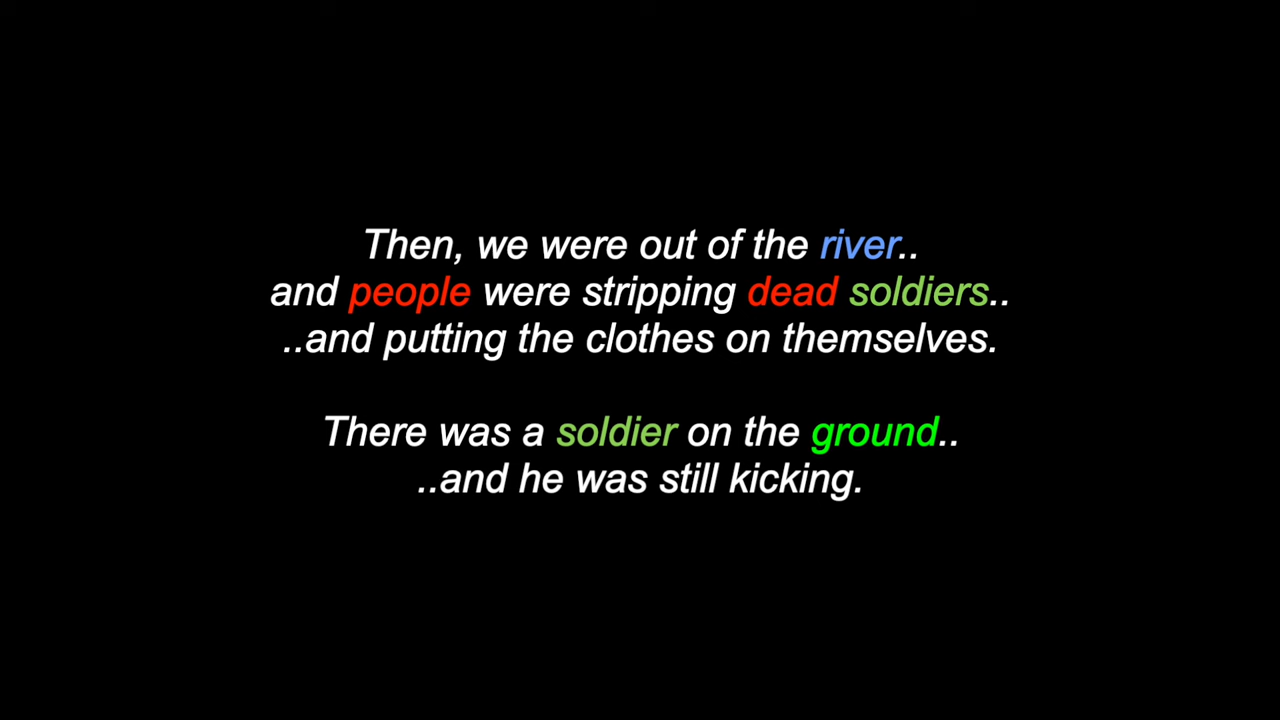 Then, we were out of the river..
and people were stripping dead soldiers..
..and putting the clothes on themselves.
There was a soldier on the ground..
..and he was still kicking.